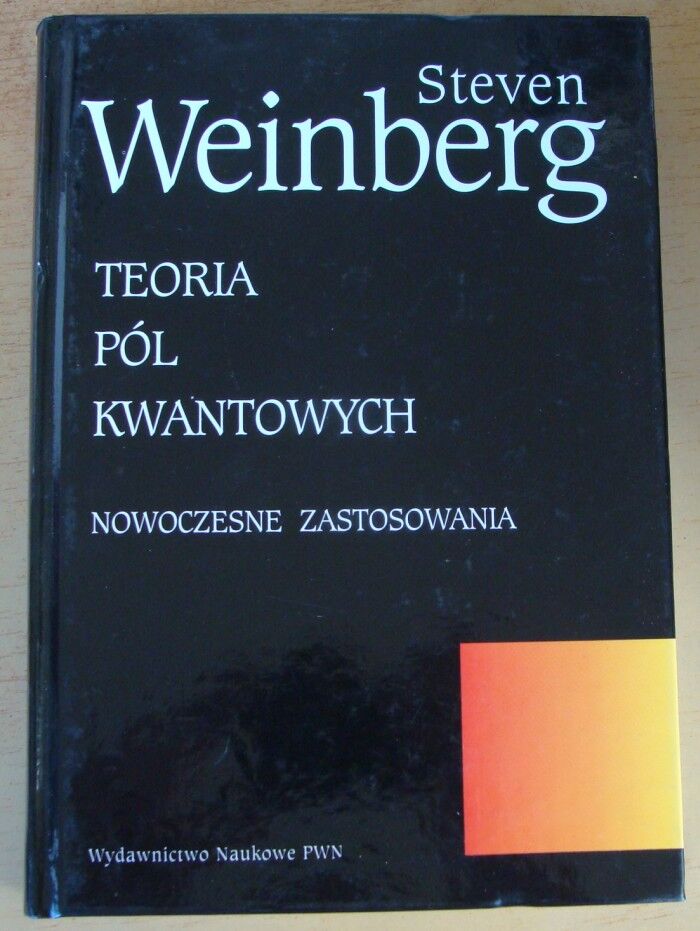 Steven
Weinberg
TEORIA
PÓL
KWANTOWYCH
NOWOCZESNE ZASTOSOWANIA
Wydawnictwo Naukowe PWN